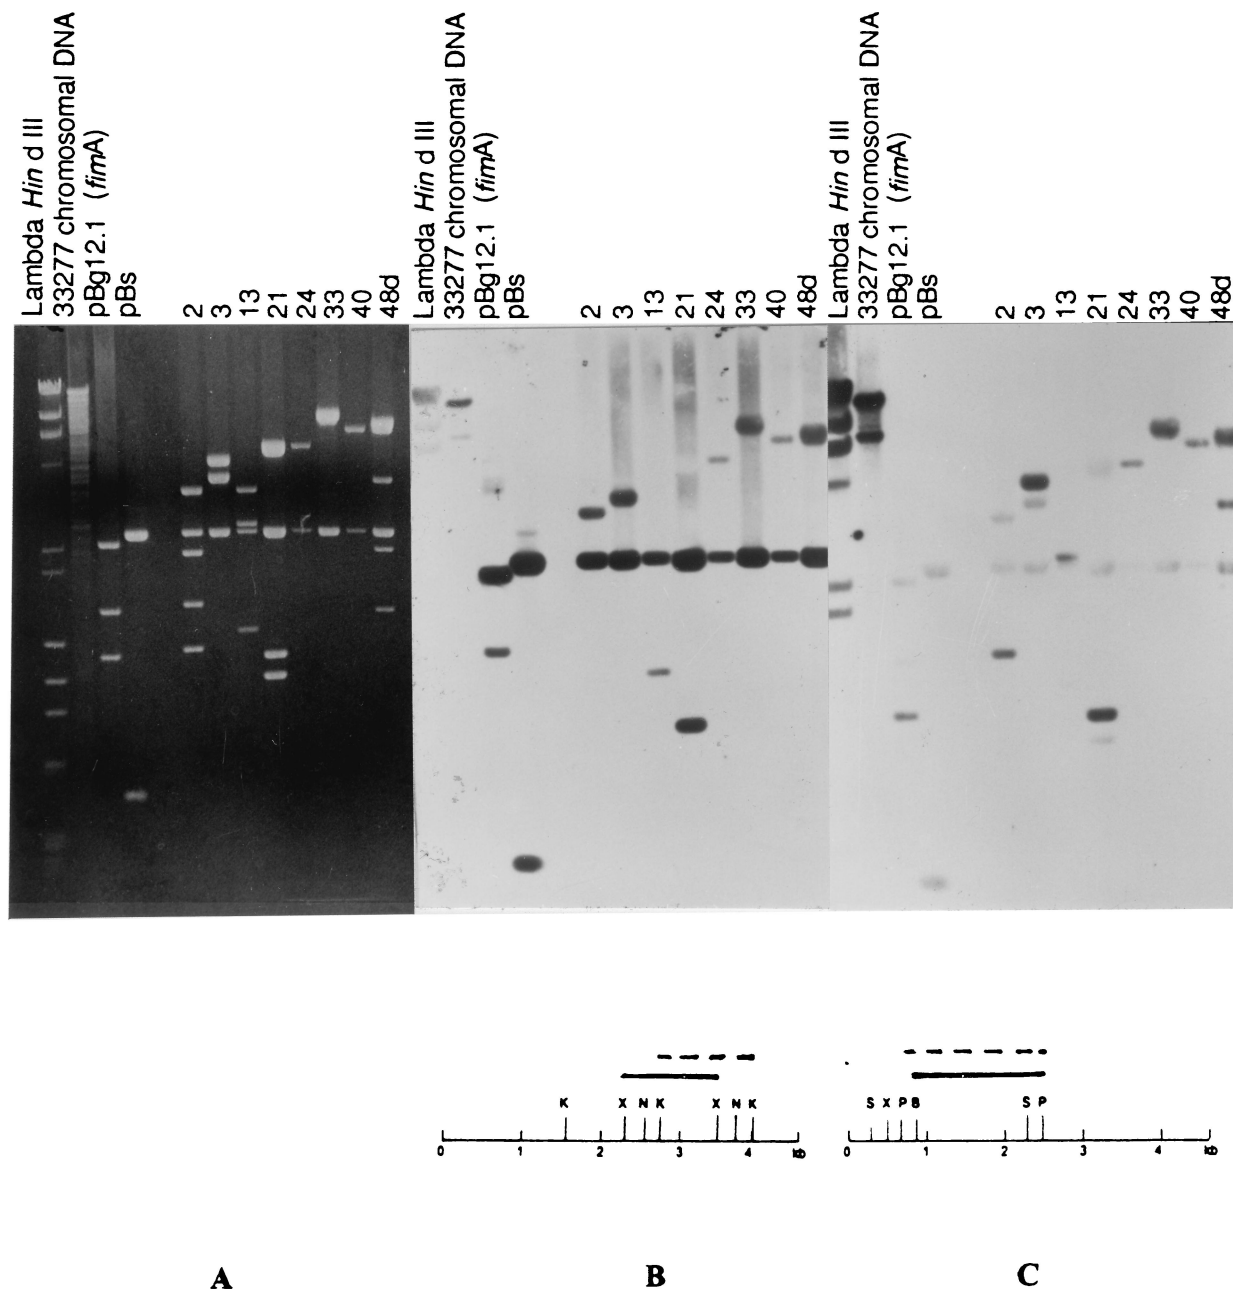 Lambda Hin d III
33277 chromosomal DNA
pBg12.1 (fimA)
pBs
2
3
13
21
24
33
40
48d
Lambda Hin d III
33277 chromosomal DNA
pBg12.1 (fimA)
pBs
2
3
13
21
24
33
40
48d
Lambda Hin d III
33277 chromosomal DNA
pBg12.1 (fimA)
pBs
2
3
13
21
24
33
40
48d
K X N K X N K
0 1 2 3 4 kb
S X P B S P
0 1 2 3 4 kb
A B C